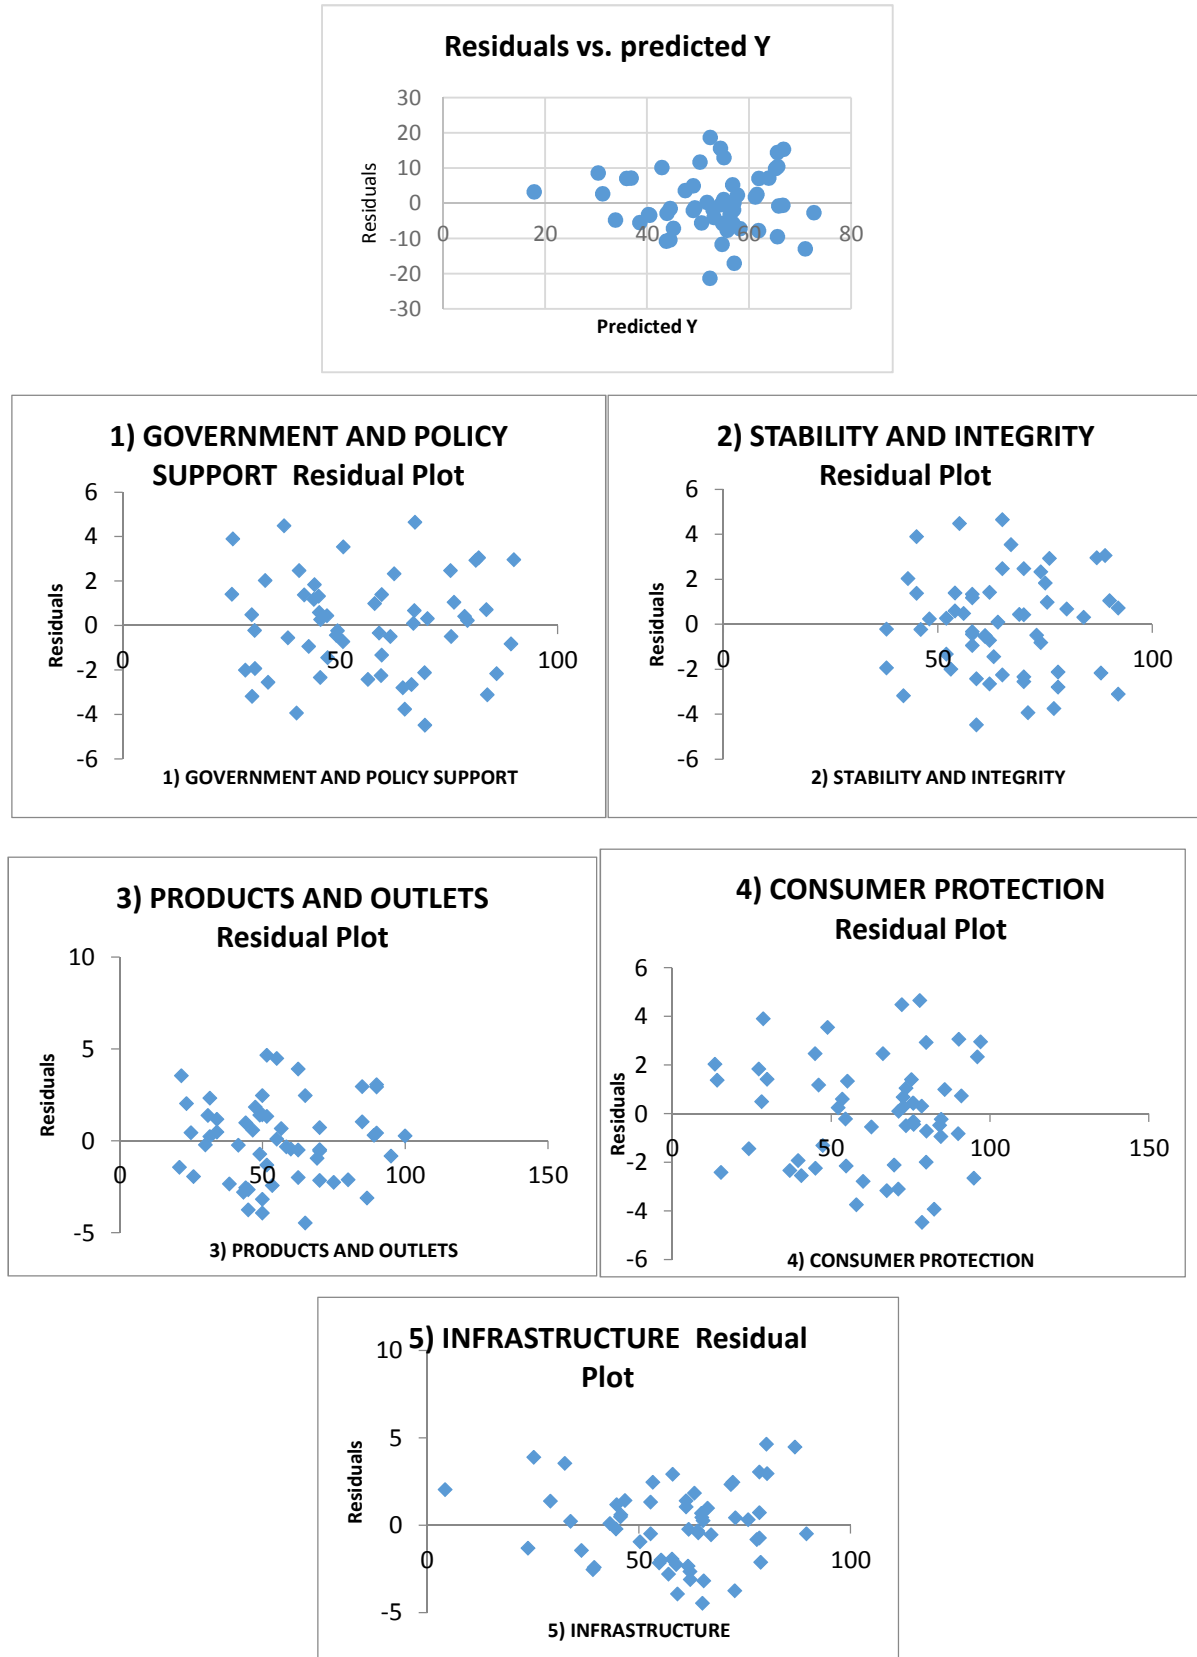 Residuals vs. predicted Y
30
20
10
0
-10
-20
-30
0 20 40 60 80
Residuals
Predicted Y
1) GOVERNMENT AND POLICY
SUPPORT Residual Plot
6
4
2
0
-2
-4
-6
0 50 100
Residuals
1) GOVERNMENT AND POLICY SUPPORT
2) STABILITY AND INTEGRITY
Residual Plot
6
4
2
0
-2
-4
-6
0 50 100
Residuals
2) STABILITY AND INTEGRITY
3) PRODUCTS AND OUTLETS
Residual Plot
10
5
0
-5
0 50 100 150
Residuals
3) PRODUCTS AND OUTLETS
4) CONSUMER PROTECTION
Residual Plot
6
4
2
0
-2
-4
-6
0 50 100 150
Residuals
4) CONSUMER PROTECTION
5) INFRASTRUCTURE Residual
Plot
10
5
0
-5
0 50 100
Residuals
5) INFRASTRUCTURE